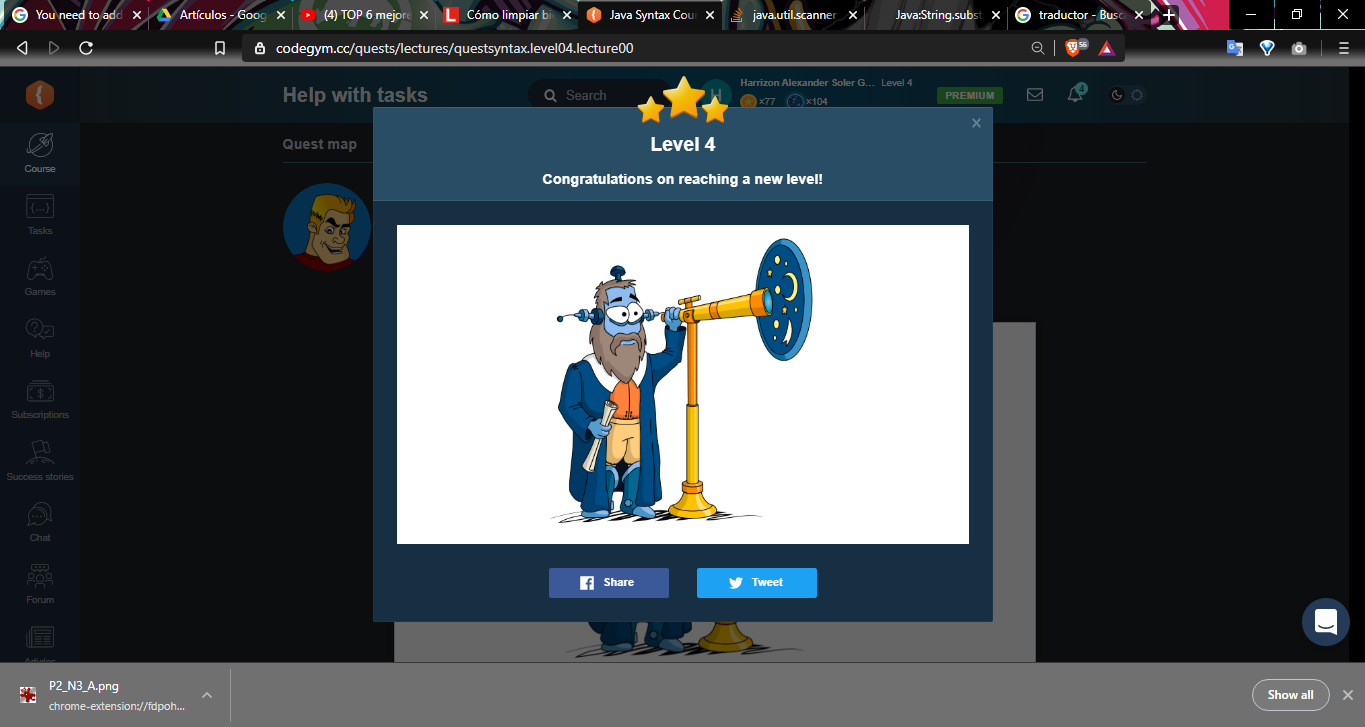 You need to add
Artículos - Goog
(4) TOP 6 mejore
Cómo limpiar bi
Java Syntax Cour
java.util.scanner
Java:String.subst
traductor - Busc
codegym.cc/quests/lectures/questsyntax.level04.lecture00
56
Help with tasks
Search
H
Harrizon Alexander Soler G... Level 4
×77
×104
PREMIUM
4
Quest map
Course
Tasks
Games
Help
Subscriptions
Success stories
Chat
Forum
Articles
Level 4
×
Congratulations on reaching a new level!
Share
Tweet
P2_N3_A.png
chrome-extension://fdpoh...
Show all